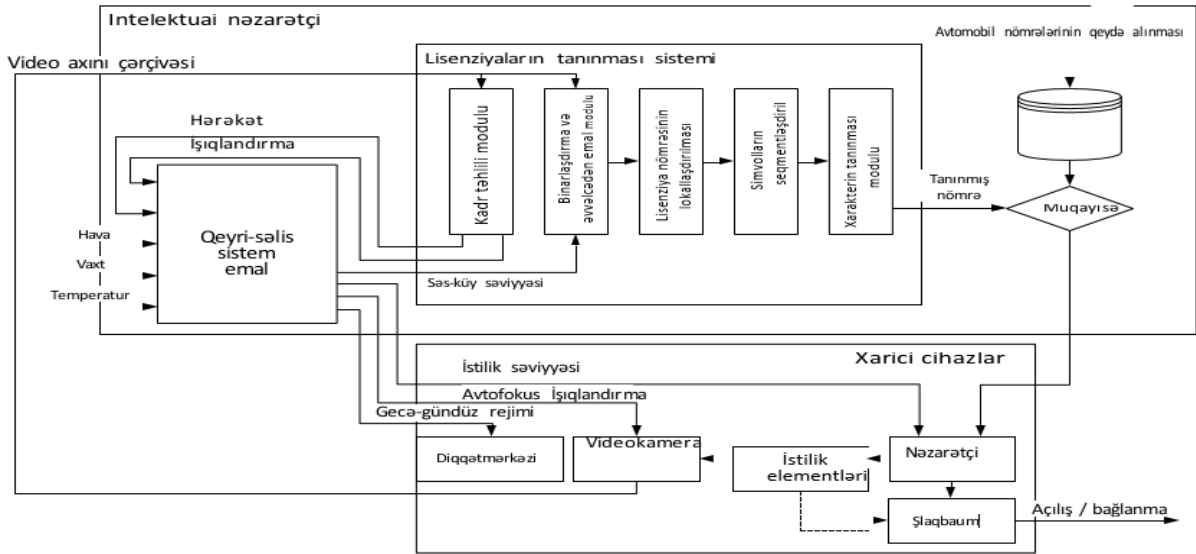 Intelektuai nəzarətçi
Avtomobil nömrələrinin qeydə alınması
Video axını çərçivəsi
Lisenziyaların tanınması sistemi
Hərəkət
İşıqlandırma
Kadr təhlili modulu
Binarlaşdırma və
əvvəlcədən emal modulu
Lisenziya nömrəsinin
lokallaşdırılması
Simvolların
seqmentləşdiril
Xarakterin tanınması
modulu
Tanınmış
nömrə
Muqayisə
Hava
Vaxt
Temperatur
Qeyri-səlis
sistem
emal
Səs-küy səviyyəsi
Xarici cihazlar
İstilik səviyyəsi
Avtofokus İşıqlandırma
Gecə-gündüz rejimi
Diqqətmərkəzi
Videokamera
İstilik
elementləri
Nəzarətçi
Şlaqbaum
Açılış / bağlanma